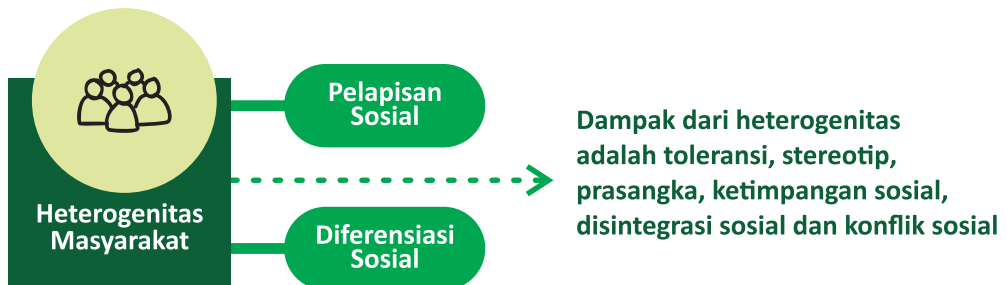 Heterogenitas
Masyarakat
Pelapisan
Sosial
Diferensiasi
Sosial
Dampak dari heterogenitas
adalah toleransi, stereotip,
prasangka, ketimpangan sosial,
disintegrasi sosial dan konflik sosial